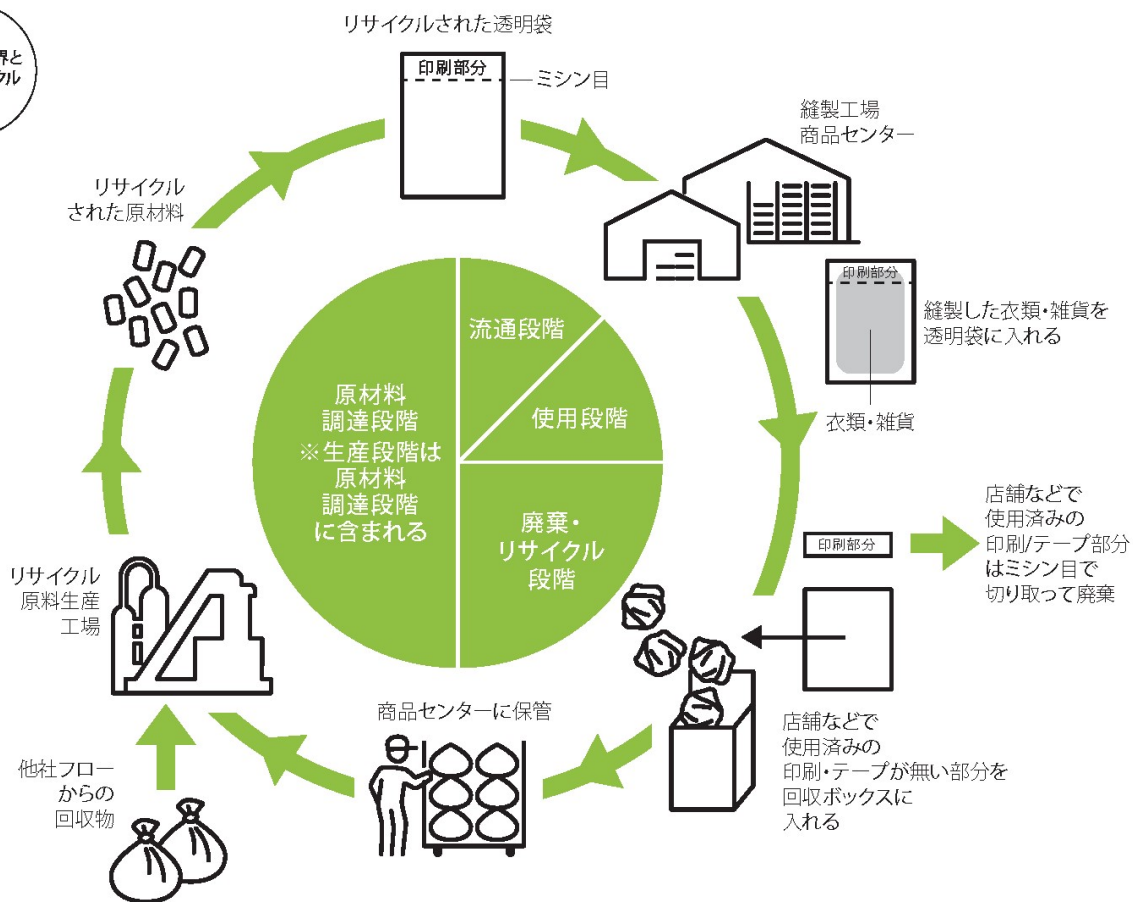 界と
クル
リサイクルされた透明袋
印刷部分
ミシン目
縫製工場
商品センター
印刷部分
縫製した衣類・雑貨を
透明袋に入れる
衣類・雑貨
店舗などで
使用済みの
印刷/テープ部分
はミシン目で
切り取って廃棄
印刷部分
店舗などで
使用済みの
印刷・テープが無い部分を
回収ボックスに
入れる
商品センターに保管
他社フロー
からの
回収物
リサイクル
原料生産
工場
リサイクル
された原材料
流通段階
使用段階
廃棄・
リサイクル
段階
原材料
調達段階
※生産段階は
原材料
調達段階
に含まれる